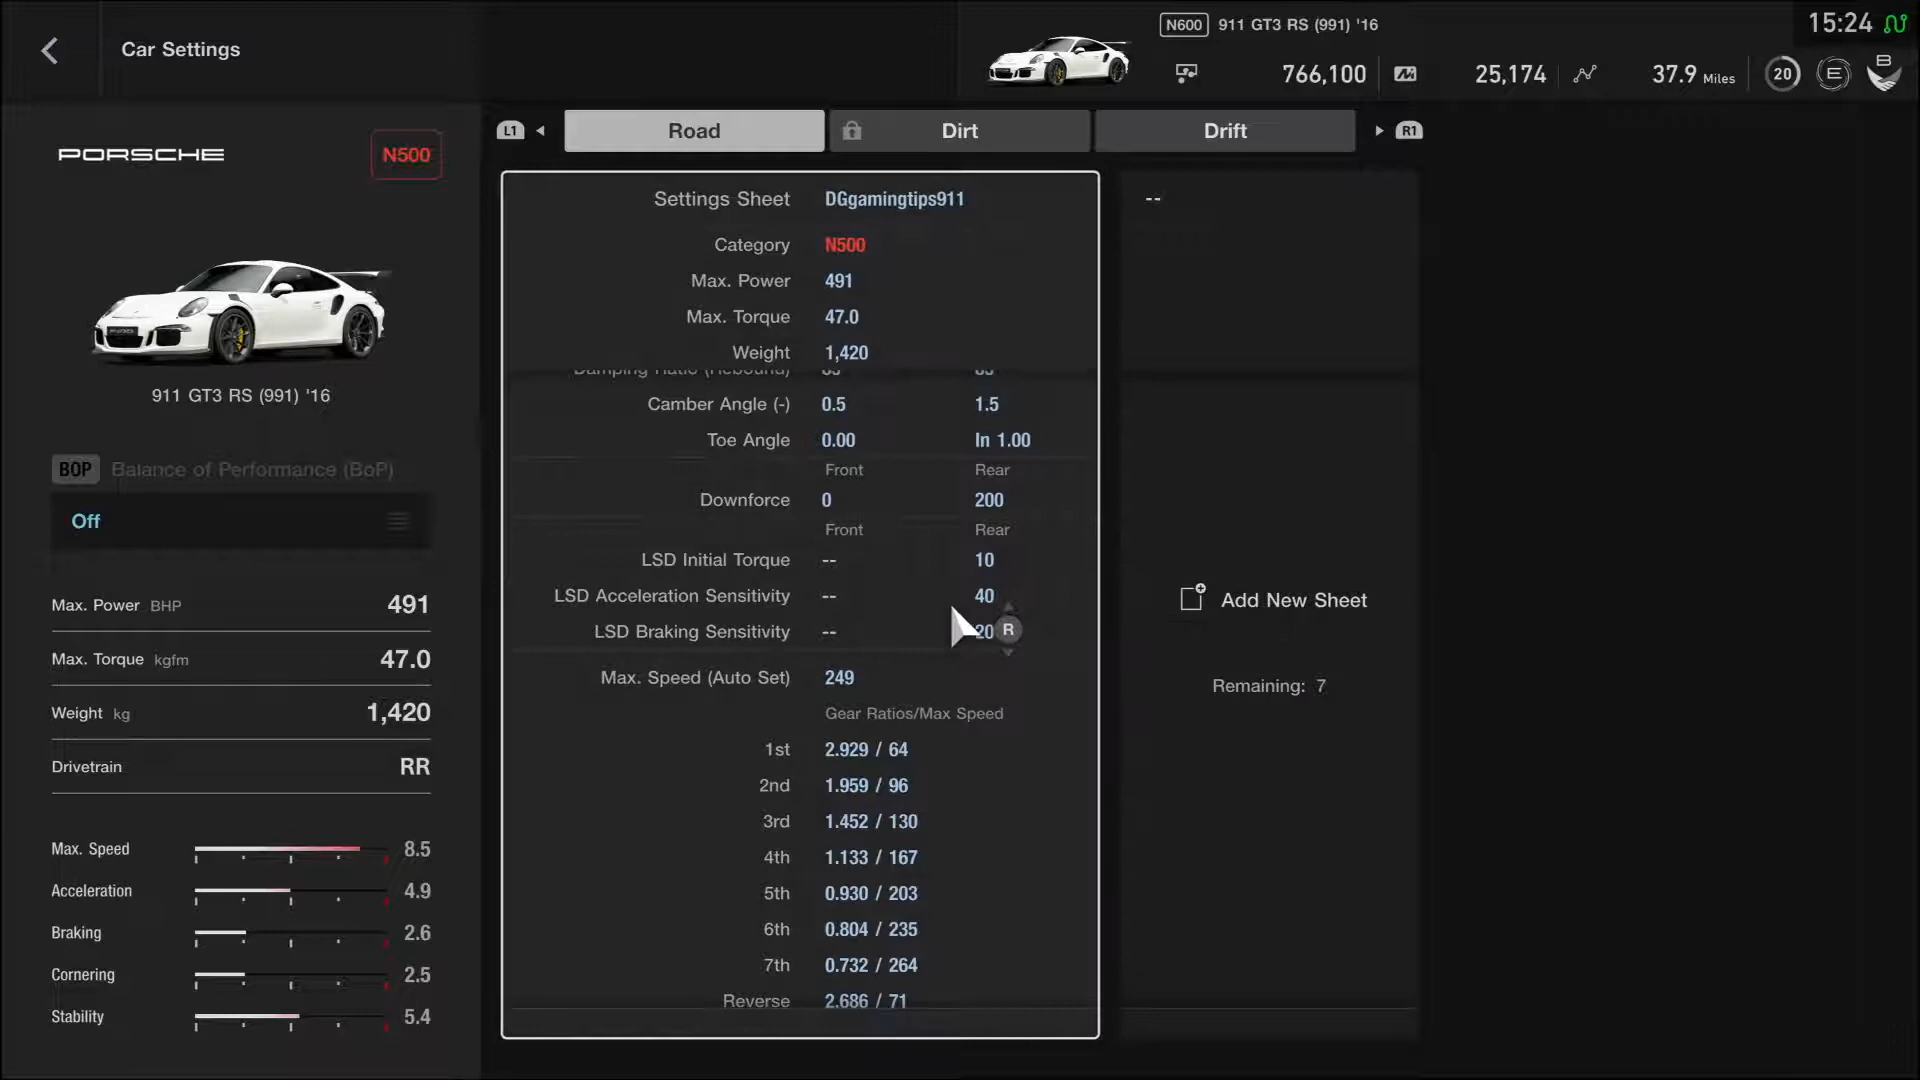 Car Settings
N600 911 GT3 RS (991) '16
15:24
766,100
25,174
37.9 Miles
20
E
B
L1
Road
Dirt
Drift
R1
PORSCHE
N500
911 GT3 RS (991) '16
BOP Balance of Performance (BoP)
Off
Max. Power BHP 491
Max. Torque kgfm 47.0
Weight kg 1,420
Drivetrain RR
Max. Speed 8.5
Acceleration 4.9
Braking 2.6
Cornering 2.5
Stability 5.4
Settings Sheet DGgamingtips911
Category N500
Max. Power 491
Max. Torque 47.0
Weight 1,420
Damping Ratio (Rebound)
Camber Angle (-) 0.5 1.5
Toe Angle 0.00 In 1.00
Front Rear
Downforce 0 200
Front Rear
LSD Initial Torque -- 10
LSD Acceleration Sensitivity -- 40
LSD Braking Sensitivity -- 20
R
Max. Speed (Auto Set) 249
Gear Ratios/Max Speed
1st 2.929 / 64
2nd 1.959 / 96
3rd 1.452 / 130
4th 1.133 / 167
5th 0.930 / 203
6th 0.804 / 235
7th 0.732 / 264
Reverse 2.686 / 71
--
Add New Sheet
Remaining: 7